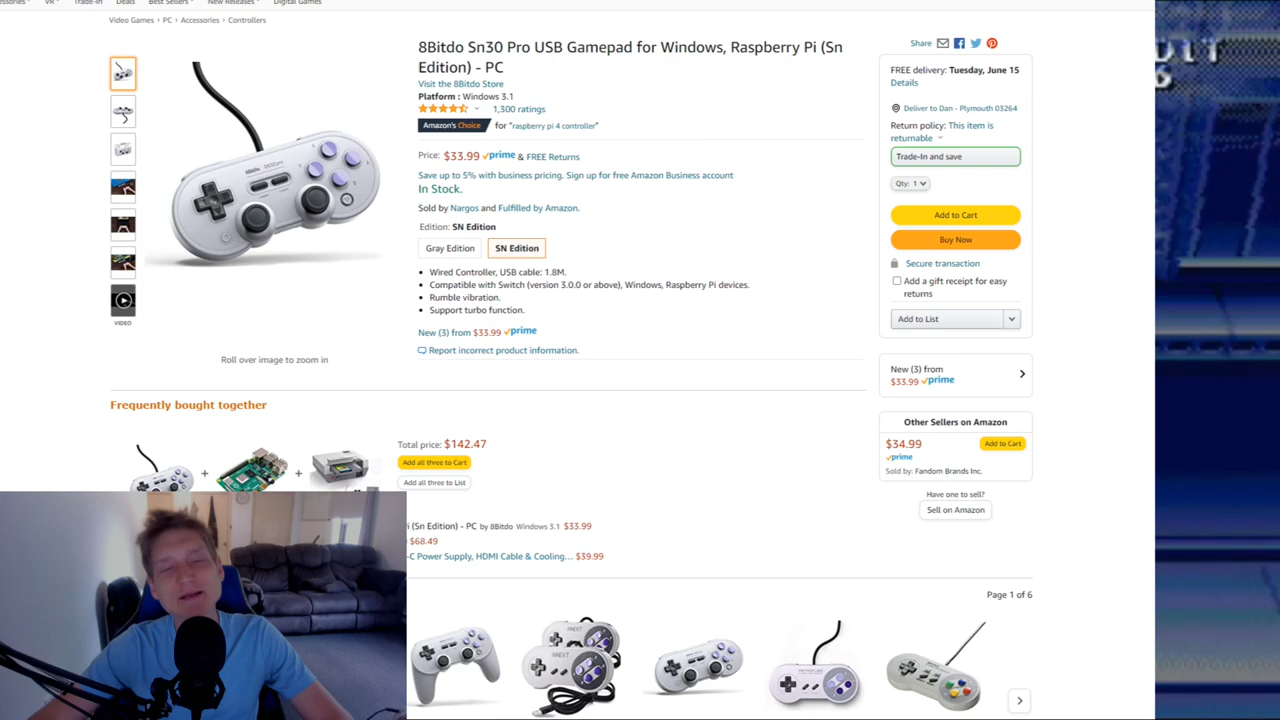 VR
Trade-In
Deals
Best Sellers
New Releases
Digital Games
Video Games › PC › Accessories › Controllers
8Bitdo Sn30 Pro USB Gamepad for Windows, Raspberry Pi (Sn
Edition) - PC
Visit the 8Bitdo Store
Platform : Windows 3.1
1,300 ratings
Amazon's Choice for "raspberry pi 4 controller"
Price: $33.99 prime & FREE Returns
Save up to 5% with business pricing. Sign up for free Amazon Business account
In Stock.
Sold by Nargos and Fulfilled by Amazon.
Edition: SN Edition
Gray Edition
SN Edition
• Wired Controller, USB cable: 1.8M.
• Compatible with Switch (version 3.0.0 or above), Windows, Raspberry Pi devices.
• Rumble vibration.
• Support turbo function.
New (3) from $33.99 prime
Report incorrect product information.
VIDEO
Roll over image to zoom in
Share
FREE delivery: Tuesday, June 15
Details
Deliver to Dan - Plymouth 03264
Return policy: This item is
returnable
Trade-In and save
Qty: 1
Add to Cart
Buy Now
Secure transaction
Add a gift receipt for easy
returns
Add to List
New (3) from
$33.99 prime
Other Sellers on Amazon
$34.99
Add to Cart
prime
Sold by: Fandom Brands Inc.
Have one to sell?
Sell on Amazon
Frequently bought together
+
+
Total price: $142.47
Add all three to Cart
Add all three to List
(Sn Edition) - PC by 8Bitdo Windows 3.1 $33.99
$68.49
-C Power Supply, HDMI Cable & Cooling… $39.99
Page 1 of 6